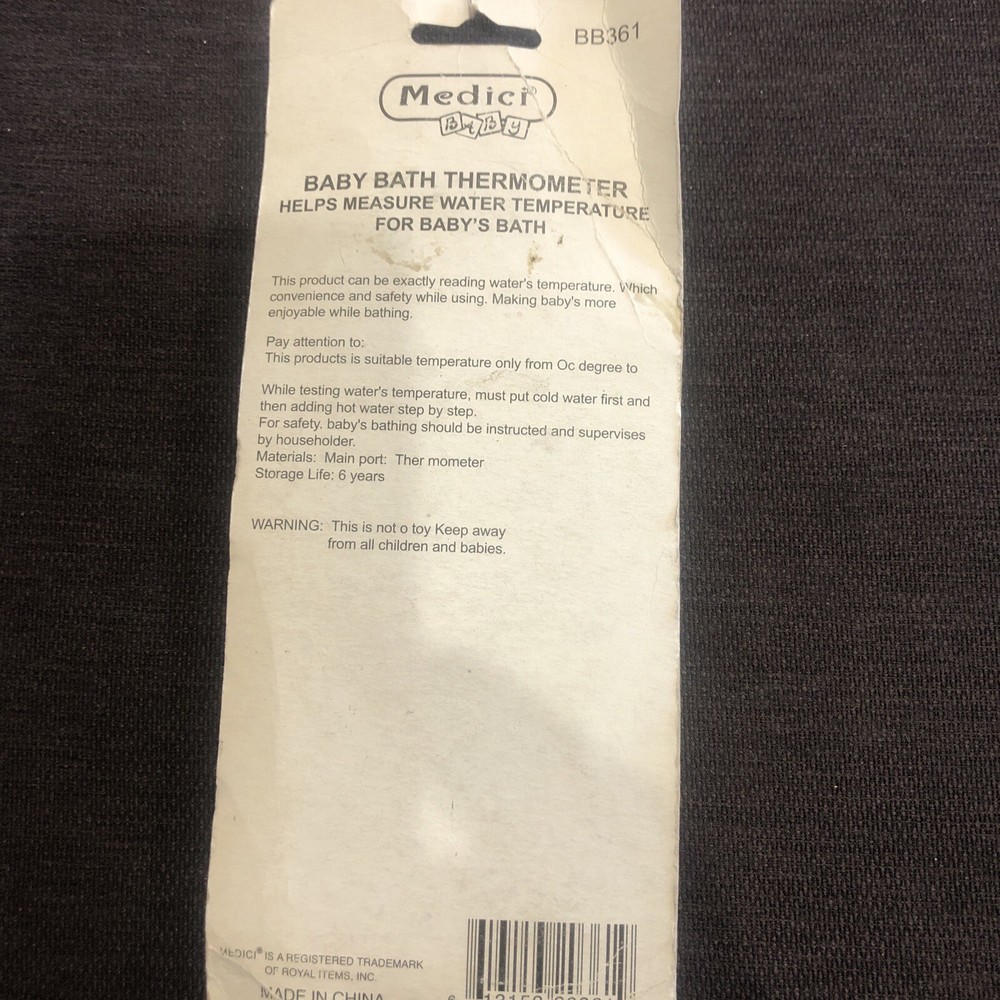 BB361
Medici®
BABY
BABY BATH THERMOMETER
HELPS MEASURE WATER TEMPERATURE
FOR BABY'S BATH
This product can be exactly reading water's temperature. Which
convenience and safety while using. Making baby's more
enjoyable while bathing.
Pay attention to:
This products is suitable temperature only from Oc degree to
While testing water's temperature, must put cold water first and
then adding hot water step by step.
For safety. baby's bathing should be instructed and supervises
by householder.
Materials: Main port: Ther mometer
Storage Life: 6 years
WARNING: This is not o toy Keep away
from all children and babies.
MEDICI® IS A REGISTERED TRADEMARK
OF ROYAL ITEMS, INC.
MADE IN CHINA